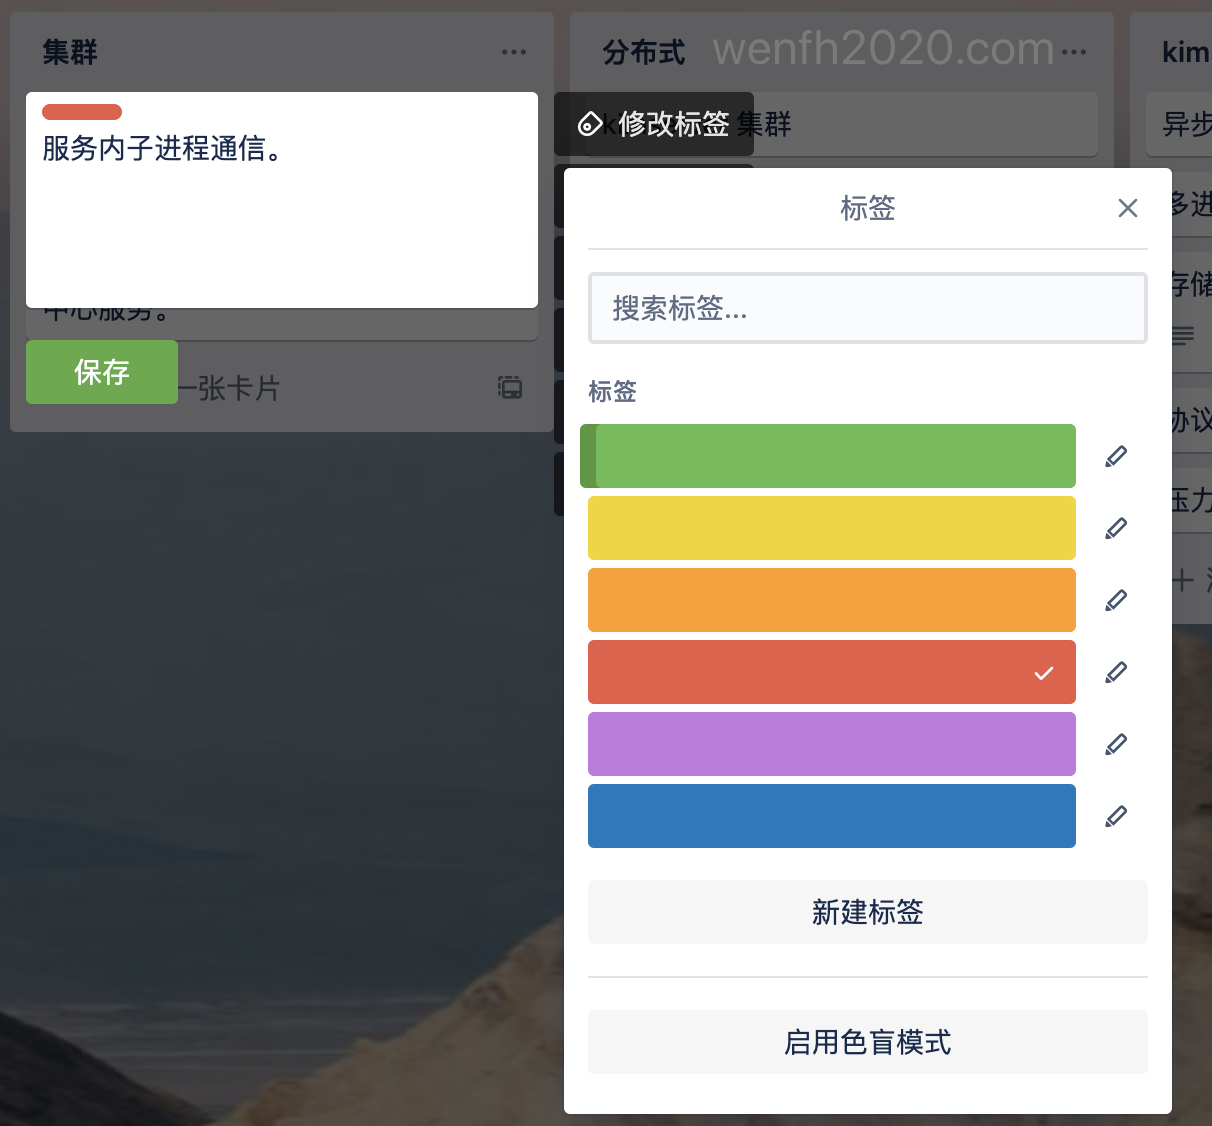 集群
分布式
wenfh2020.com
kim
服务内子进程通信。
修改标签
集群
异步
标签
多进
搜索标签...
存储
中心服务。
保存
一张卡片
标签
协议
压力
新建标签
启用色盲模式